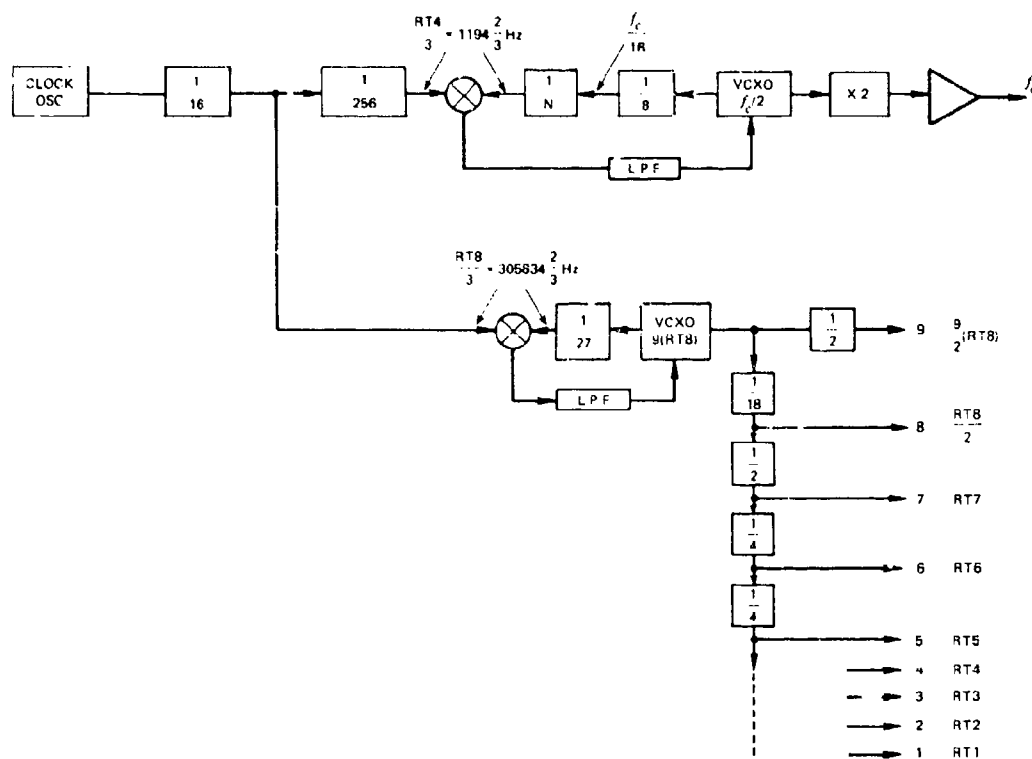 CLOCK
OSC
1
16
1
256
RT4
3
= 1194 2/3 Hz
1
N
f_c
16
1
8
VCXO
f_c/2
X 2
LPF
RT8
3
= 305834 2/3 Hz
1
27
VCXO
9(RT8)
LPF
1
2
9 9/2 (RT8)
1
18
8 RT8/2
1
2
7 RT7
1
4
6 RT6
1
4
5 RT5
4 RT4
3 RT3
2 RT2
1 RT1